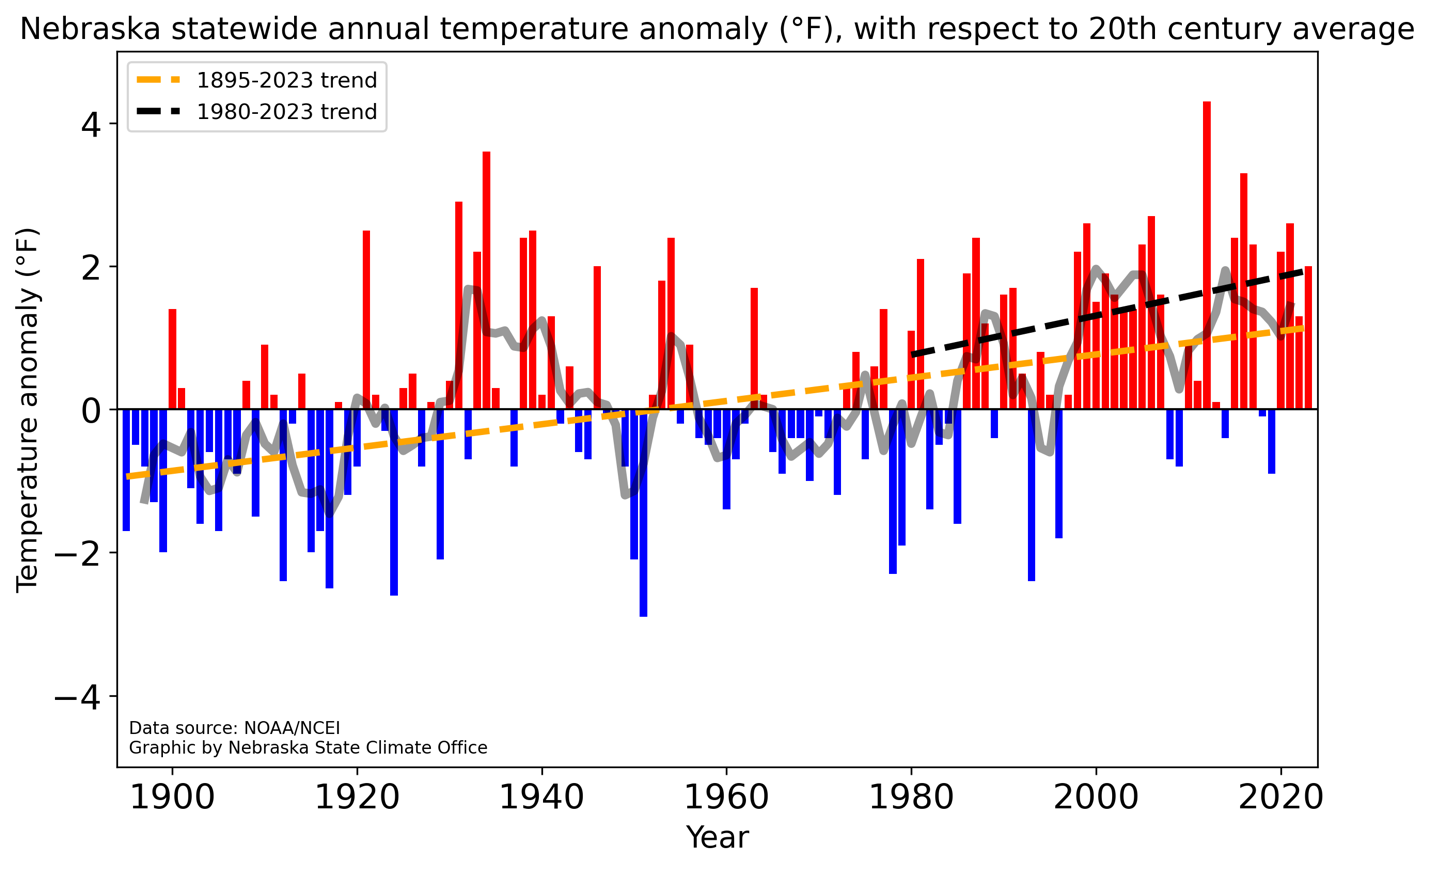 Nebraska statewide annual temperature anomaly (°F), with respect to 20th century average
1895-2023 trend
1980-2023 trend
4
2
0
−2
−4
Temperature anomaly (°F)
Data source: NOAA/NCEI
Graphic by Nebraska State Climate Office
1900 1920 1940 1960 1980 2000 2020
Year